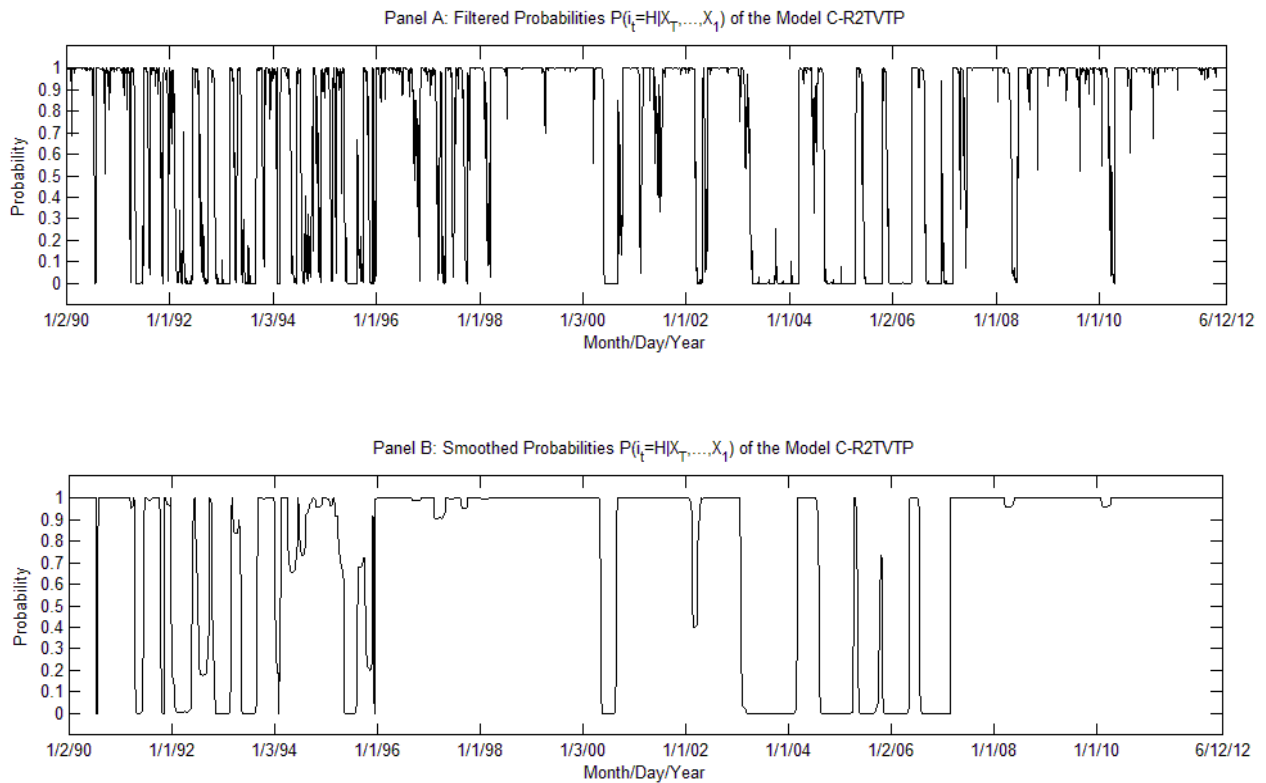 Panel A: Filtered Probabilities P(i_t=H|X_T,...,X_1) of the Model C-R2TVTP
1
0.9
0.8
0.7
0.6
0.5
0.4
0.3
0.2
0.1
0
Probability
1/2/90 1/1/92 1/3/94 1/1/96 1/1/98 1/3/00 1/1/02 1/1/04 1/2/06 1/1/08 1/1/10 6/12/12
Month/Day/Year
Panel B: Smoothed Probabilities P(i_t=H|X_T,...,X_1) of the Model C-R2TVTP
1
0.9
0.8
0.7
0.6
0.5
0.4
0.3
0.2
0.1
0
Probability
1/2/90 1/1/92 1/3/94 1/1/96 1/1/98 1/3/00 1/1/02 1/1/04 1/2/06 1/1/08 1/1/10 6/12/12
Month/Day/Year